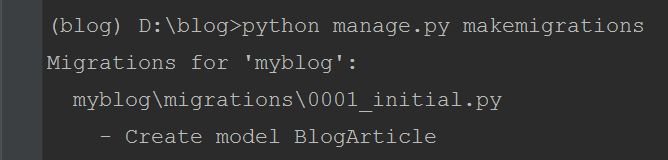 (blog) D:\blog>python manage.py makemigrations
Migrations for 'myblog':
  myblog\migrations\0001_initial.py
    - Create model BlogArticle